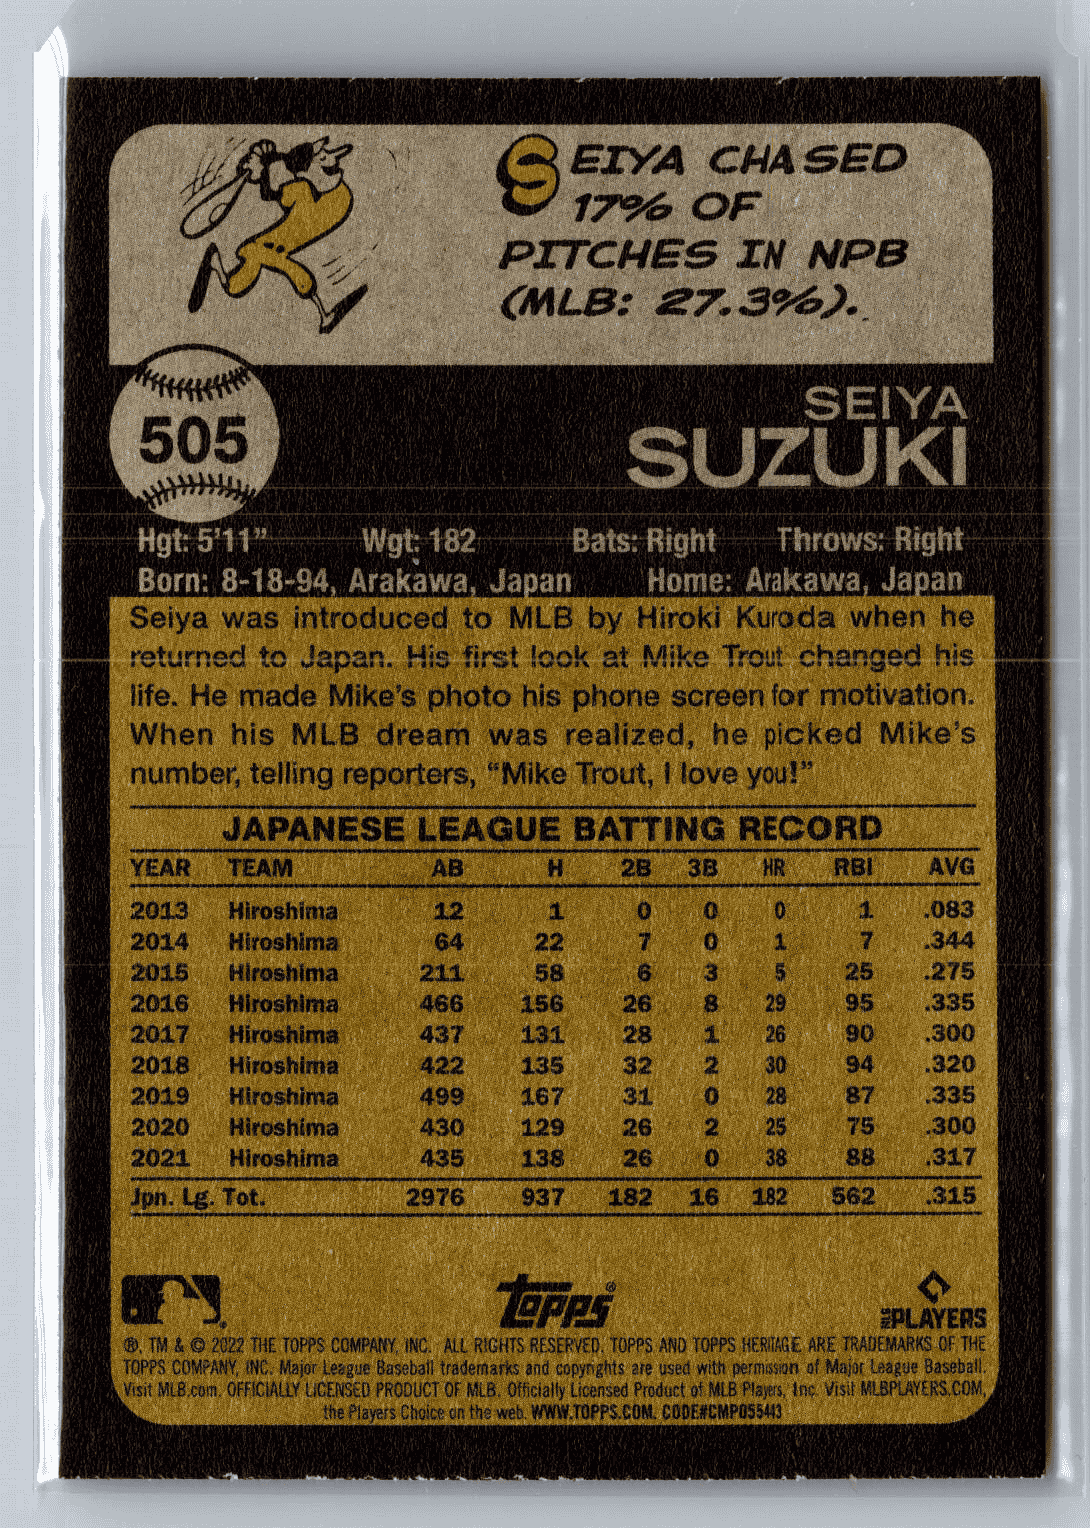 SEIYA CHASED
17% OF
PITCHES IN NPB
(MLB: 27.3%).
505
SEIYA
SUZUKI
Hgt: 5'11” Wgt: 182 Bats: Right Throws: Right
Born: 8-18-94, Arakawa, Japan Home: Arakawa, Japan
Seiya was introduced to MLB by Hiroki Kuroda when he
returned to Japan. His first look at Mike Trout changed his
life. He made Mike's photo his phone screen for motivation.
When his MLB dream was realized, he picked Mike's
number, telling reporters, “Mike Trout, I love you!”
JAPANESE LEAGUE BATTING RECORD
YEAR TEAM AB H 2B 3B HR RBI AVG
2013 Hiroshima 12 1 0 0 0 1 .083
2014 Hiroshima 64 22 7 0 1 7 .344
2015 Hiroshima 211 58 6 3 5 25 .275
2016 Hiroshima 466 156 26 8 29 95 .335
2017 Hiroshima 437 131 28 1 26 90 .300
2018 Hiroshima 422 135 32 2 30 94 .320
2019 Hiroshima 499 167 31 0 28 87 .335
2020 Hiroshima 430 129 26 2 25 75 .300
2021 Hiroshima 435 138 26 0 38 88 .317
Jpn. Lg. Tot. 2976 937 182 16 182 562 .315
topps® MLB PLAYERS
®, TM & © 2022 THE TOPPS COMPANY, INC. ALL RIGHTS RESERVED. TOPPS AND TOPPS HERITAGE ARE TRADEMARKS OF THE
TOPPS COMPANY, INC. Major League Baseball trademarks and copyrights are used with permission of Major League Baseball.
Visit MLB.com. OFFICIALLY LICENSED PRODUCT OF MLB. Officially Licensed Product of MLB Players, Inc. Visit MLBPLAYERS.COM,
the Players Choice on the web. WWW.TOPPS.COM. CODE#CMP055443